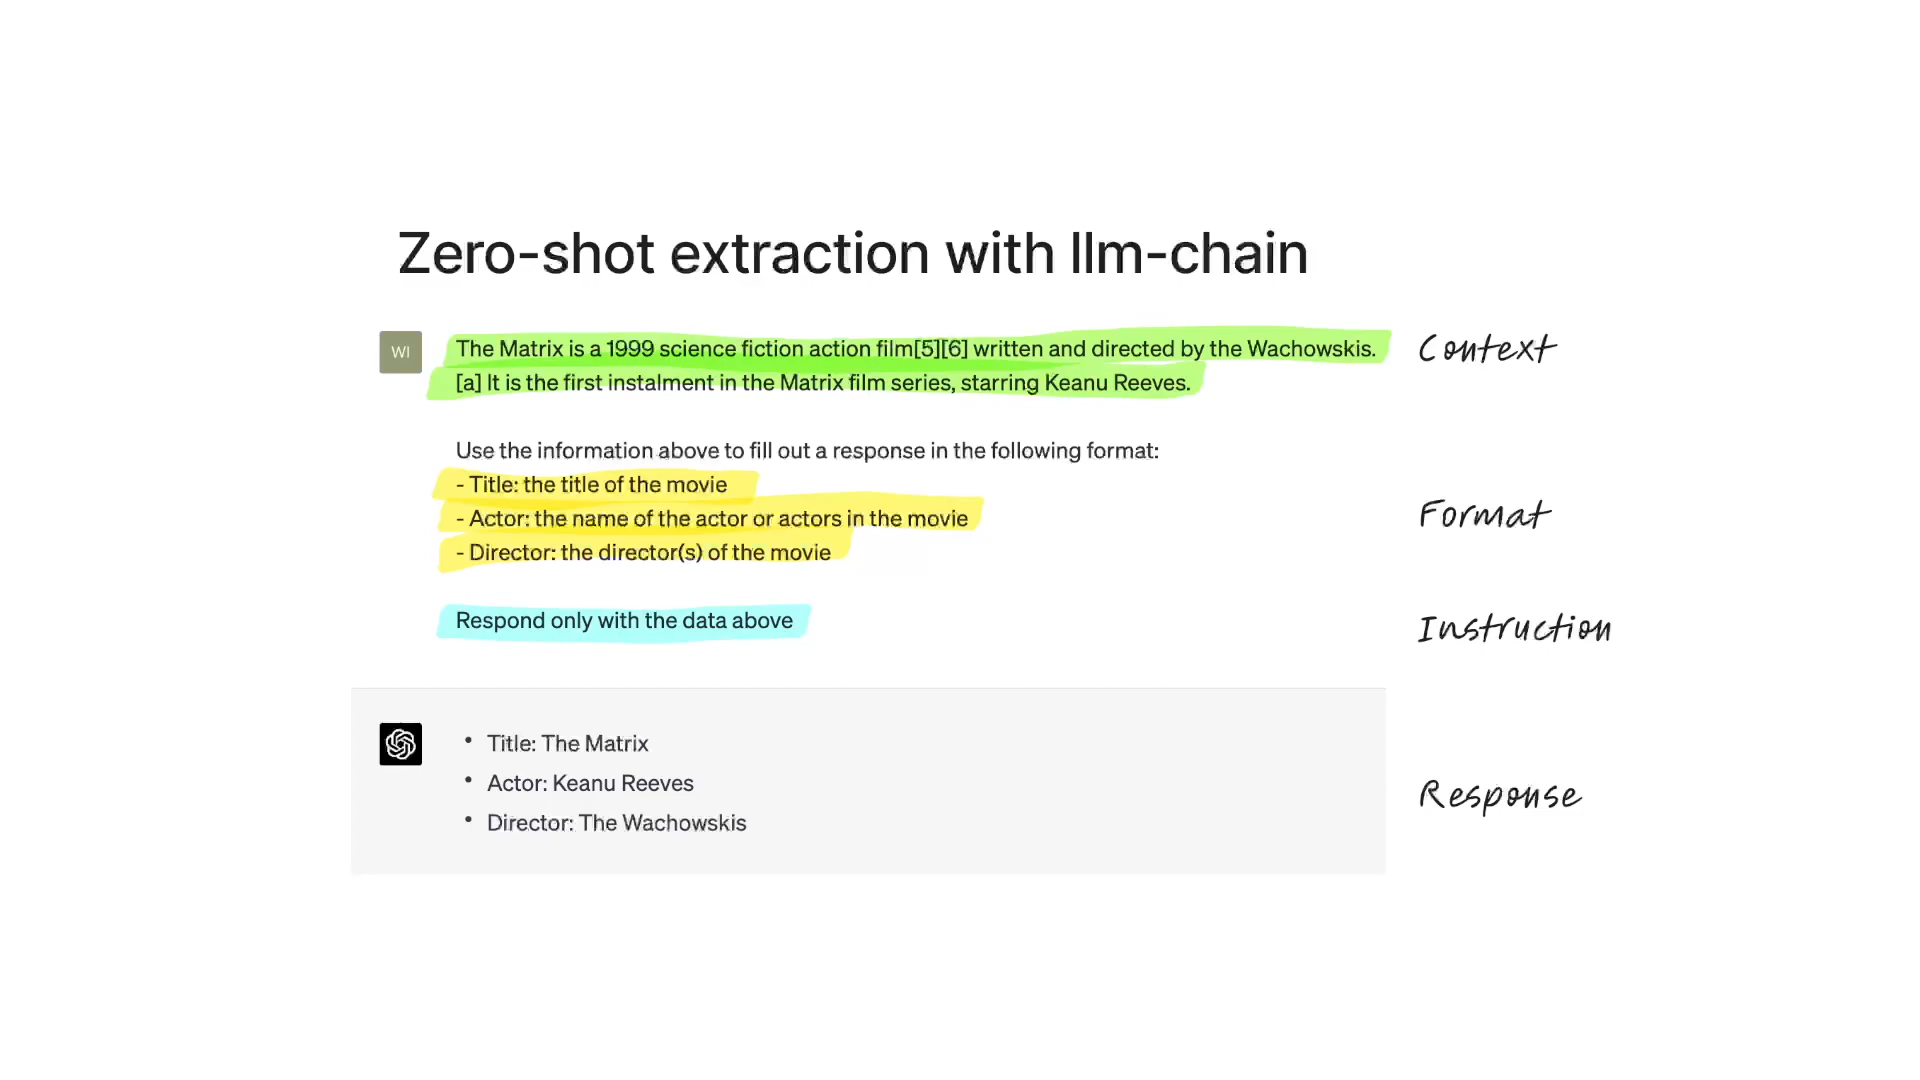 Zero-shot extraction with llm-chain
WI
The Matrix is a 1999 science fiction action film[5][6] written and directed by the Wachowskis.
[a] It is the first instalment in the Matrix film series, starring Keanu Reeves.
Context
Use the information above to fill out a response in the following format:
- Title: the title of the movie
- Actor: the name of the actor or actors in the movie
- Director: the director(s) of the movie
Format
Respond only with the data above
Instruction
• Title: The Matrix
• Actor: Keanu Reeves
• Director: The Wachowskis
Response